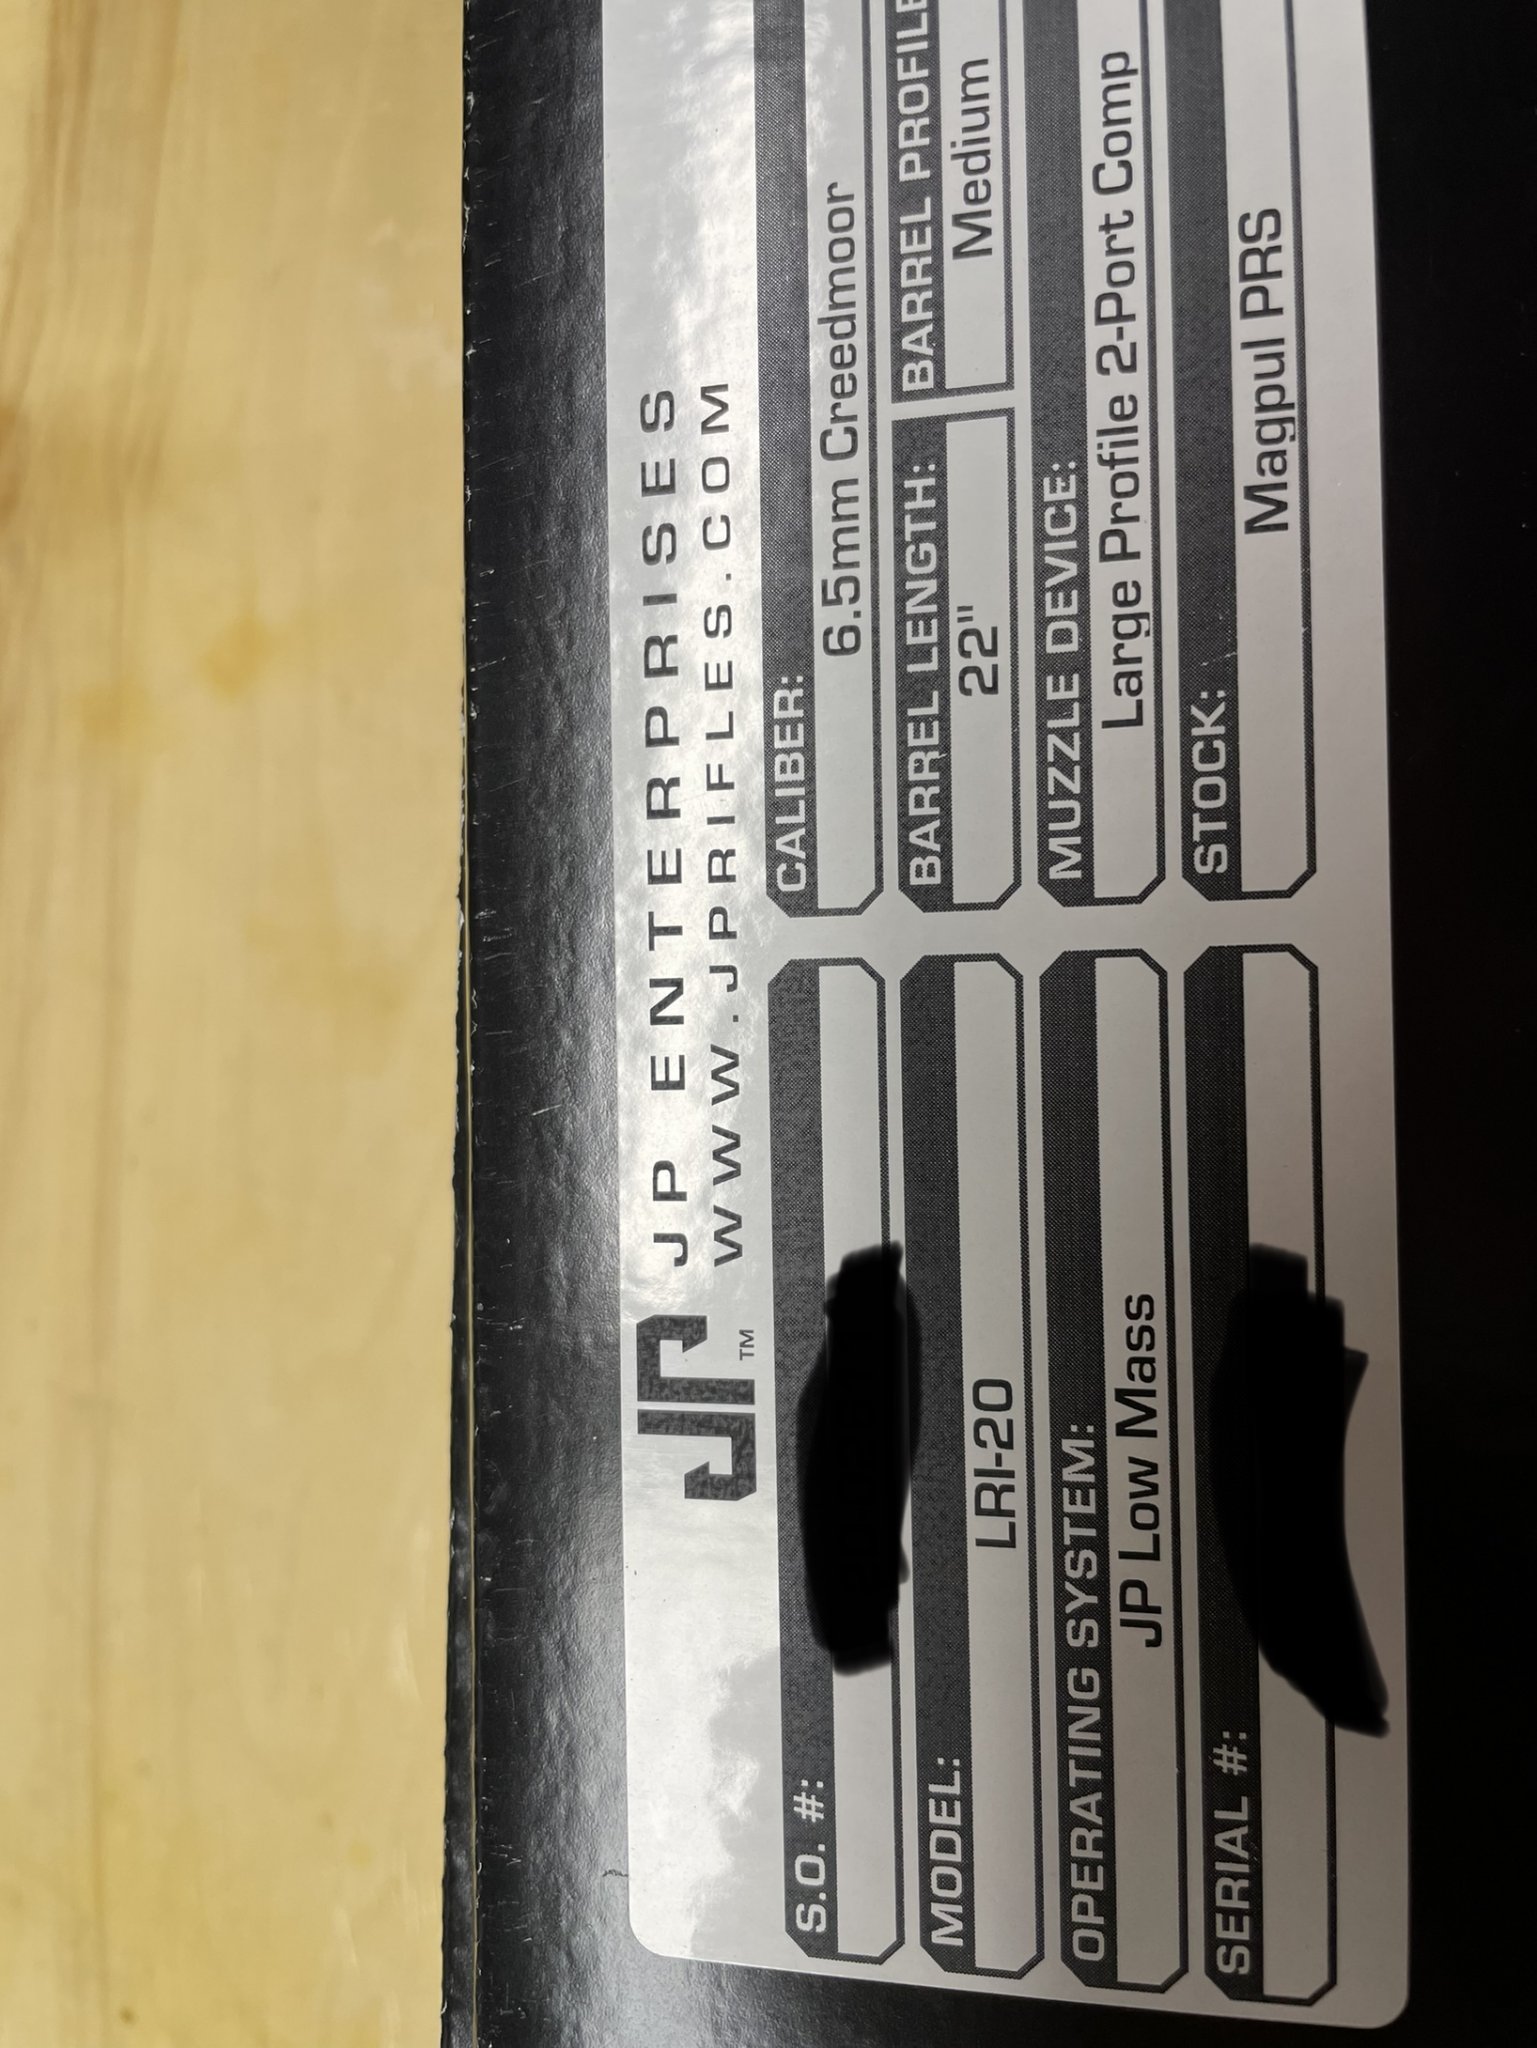 JP ENTERPRISES
WWW.JPRIFLES.COM
JP™
S.O. #:
CALIBER:
6.5mm Creedmoor
MODEL:
LRI-20
BARREL LENGTH:
22"
BARREL PROFILE
Medium
OPERATING SYSTEM:
JP Low Mass
MUZZLE DEVICE:
Large Profile 2-Port Comp
SERIAL #:
STOCK:
Magpul PRS